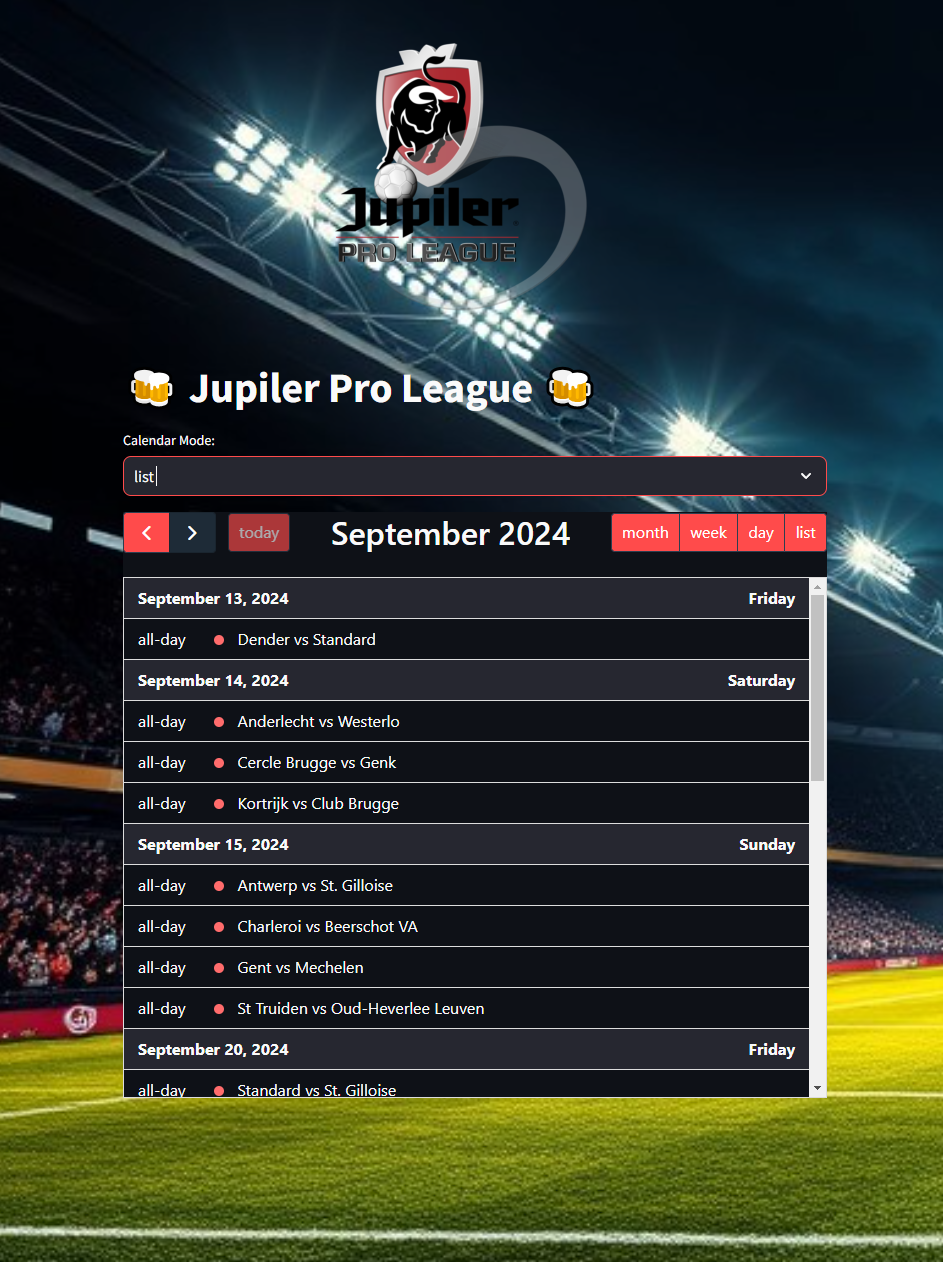 Jupiler
PRO LEAGUE
Jupiler Pro League
Calendar Mode:
list
today
September 2024
month week day list
September 13, 2024 Friday
all-day Dender vs Standard
September 14, 2024 Saturday
all-day Anderlecht vs Westerlo
all-day Cercle Brugge vs Genk
all-day Kortrijk vs Club Brugge
September 15, 2024 Sunday
all-day Antwerp vs St. Gilloise
all-day Charleroi vs Beerschot VA
all-day Gent vs Mechelen
all-day St Truiden vs Oud-Heverlee Leuven
September 20, 2024 Friday
all-day Standard vs St. Gilloise